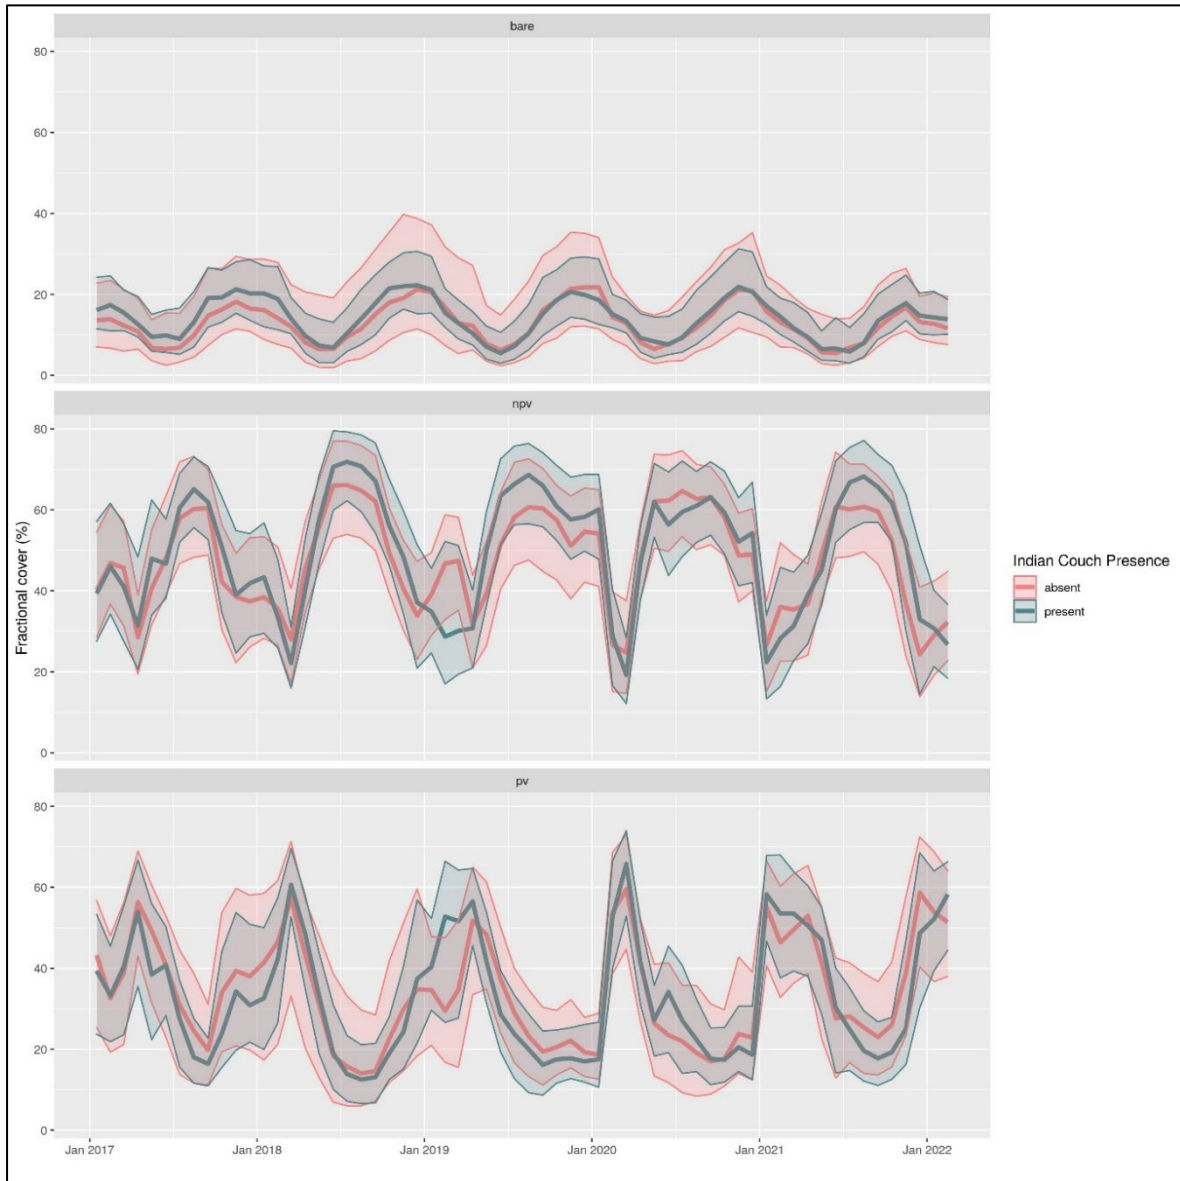 bare
80
60
40
20
0
npv
80
60
40
20
0
Fractional cover (%)
pv
80
60
40
20
0
Jan 2017 Jan 2018 Jan 2019 Jan 2020 Jan 2021 Jan 2022
Indian Couch Presence
absent
present